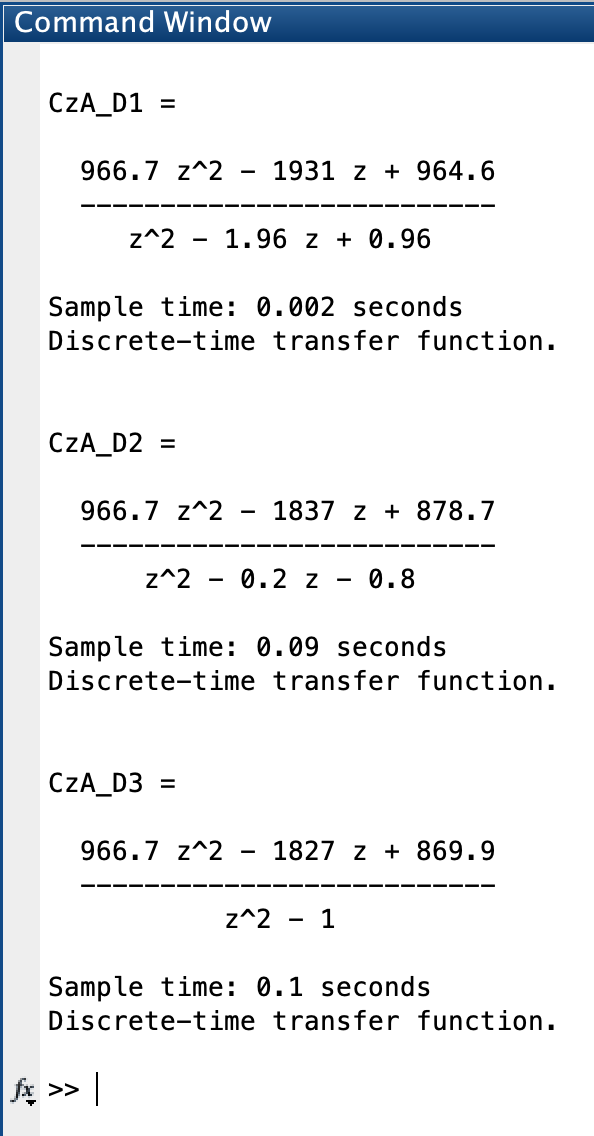 Command Window
CzA_D1 =
966.7 z^2 - 1931 z + 964.6
--------------------------
z^2 - 1.96 z + 0.96
Sample time: 0.002 seconds
Discrete-time transfer function.
CzA_D2 =
966.7 z^2 - 1837 z + 878.7
--------------------------
z^2 - 0.2 z - 0.8
Sample time: 0.09 seconds
Discrete-time transfer function.
CzA_D3 =
966.7 z^2 - 1827 z + 869.9
--------------------------
z^2 - 1
Sample time: 0.1 seconds
Discrete-time transfer function.
fx >>